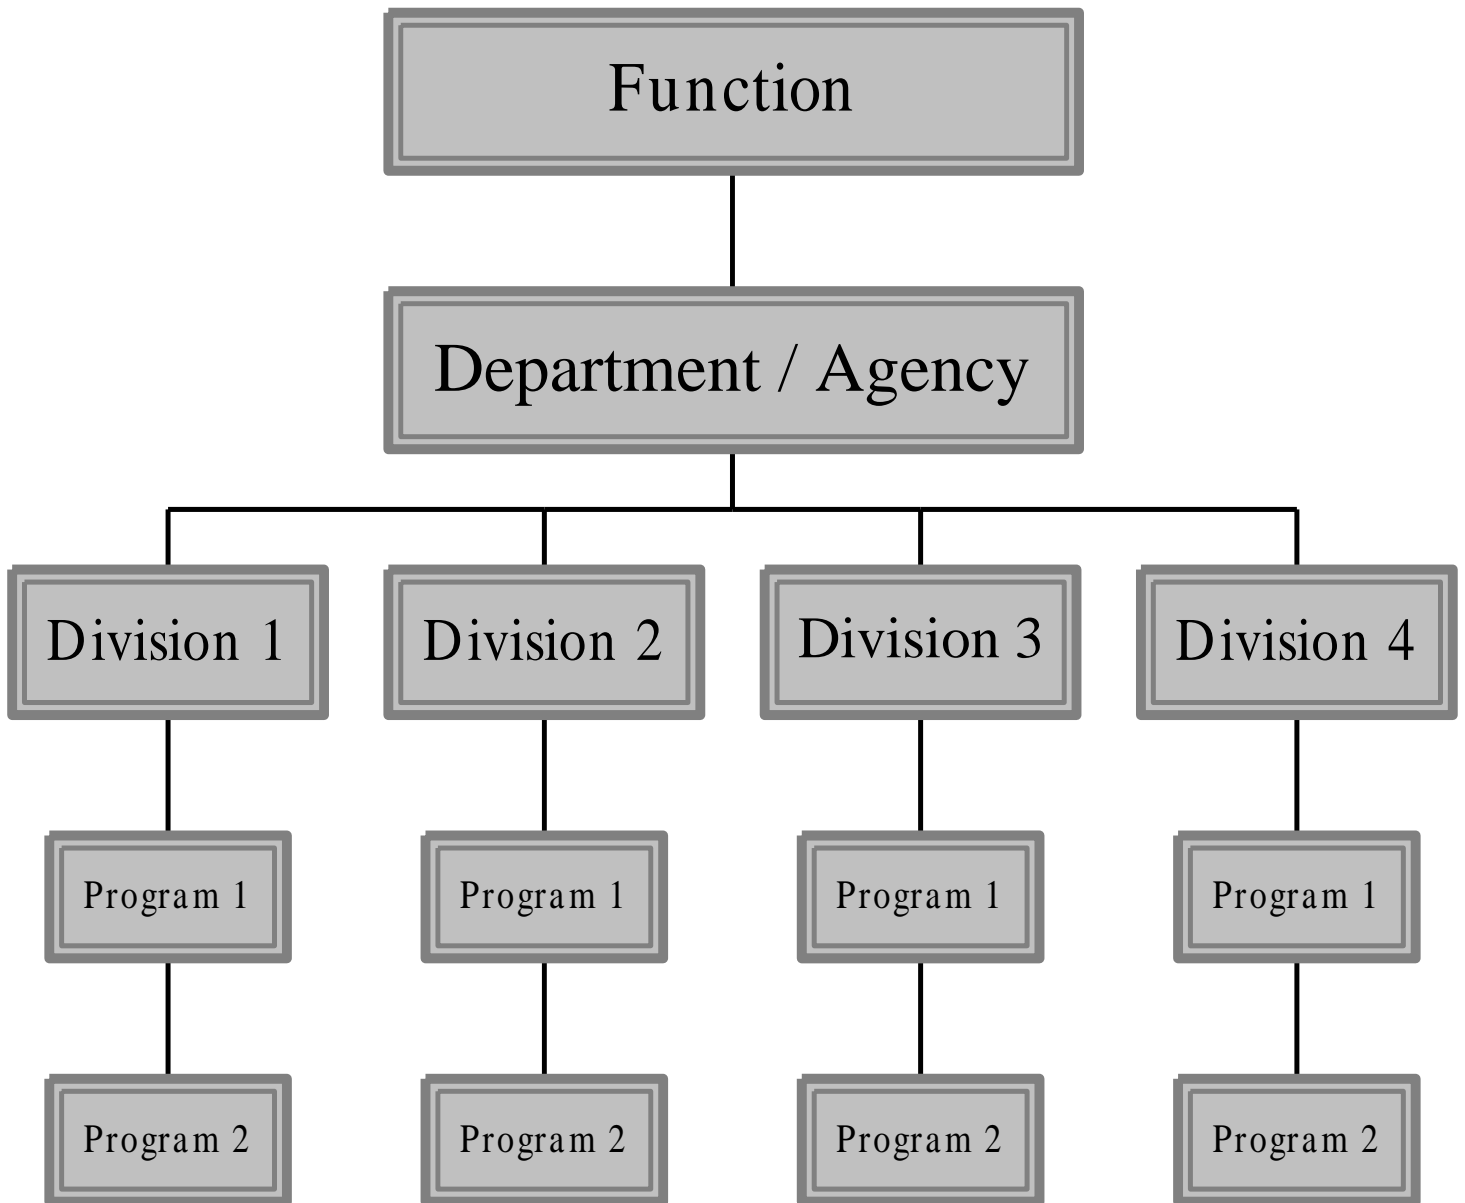 Function
Department / Agency
Division 1
Division 2
Division 3
Division 4
Program 1
Program 1
Program 1
Program 1
Program 2
Program 2
Program 2
Program 2